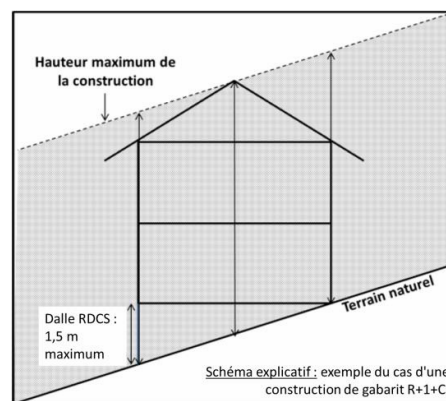 Hauteur maximum de
la construction
Terrain naturel
Dalle RDCS :
1,5 m
maximum
Schéma explicatif : exemple du cas d'une
construction de gabarit R+1+C